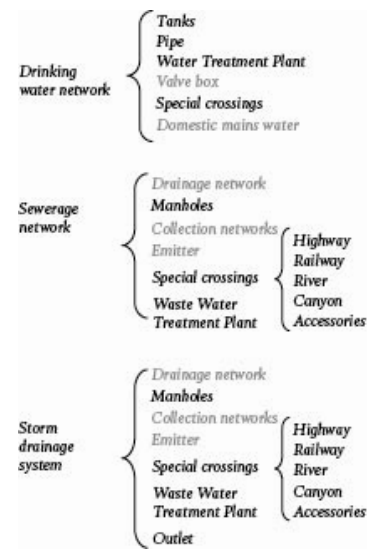 Drinking
water network
Tanks
Pipe
Water Treatment Plant
Valve box
Special crossings
Domestic mains water
Sewerage
network
Drainage network
Manholes
Collection networks
Emitter
Special crossings
Waste Water
Treatment Plant
Highway
Railway
River
Canyon
Accessories
Storm
drainage
system
Drainage network
Manholes
Collection networks
Emitter
Special crossings
Waste Water
Treatment Plant
Outlet
Highway
Railway
River
Canyon
Accessories